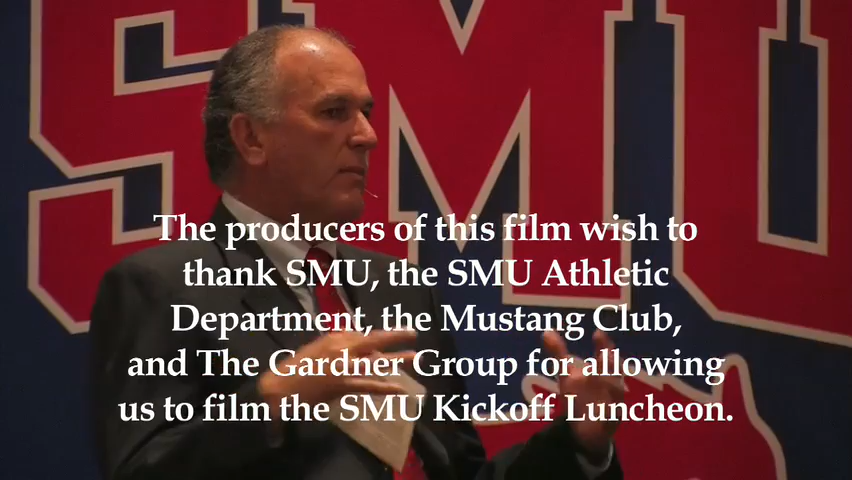 SMU
The producers of this film wish to
thank SMU, the SMU Athletic
Department, the Mustang Club,
and The Gardner Group for allowing
us to film the SMU Kickoff Luncheon.